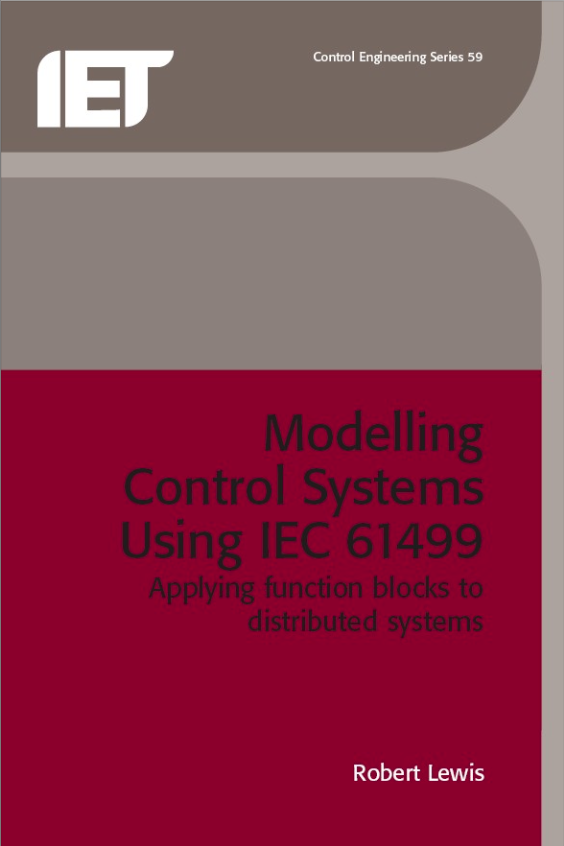 IET
Control Engineering Series 59
Modelling
Control Systems
Using IEC 61499
Applying function blocks to
distributed systems
Robert Lewis